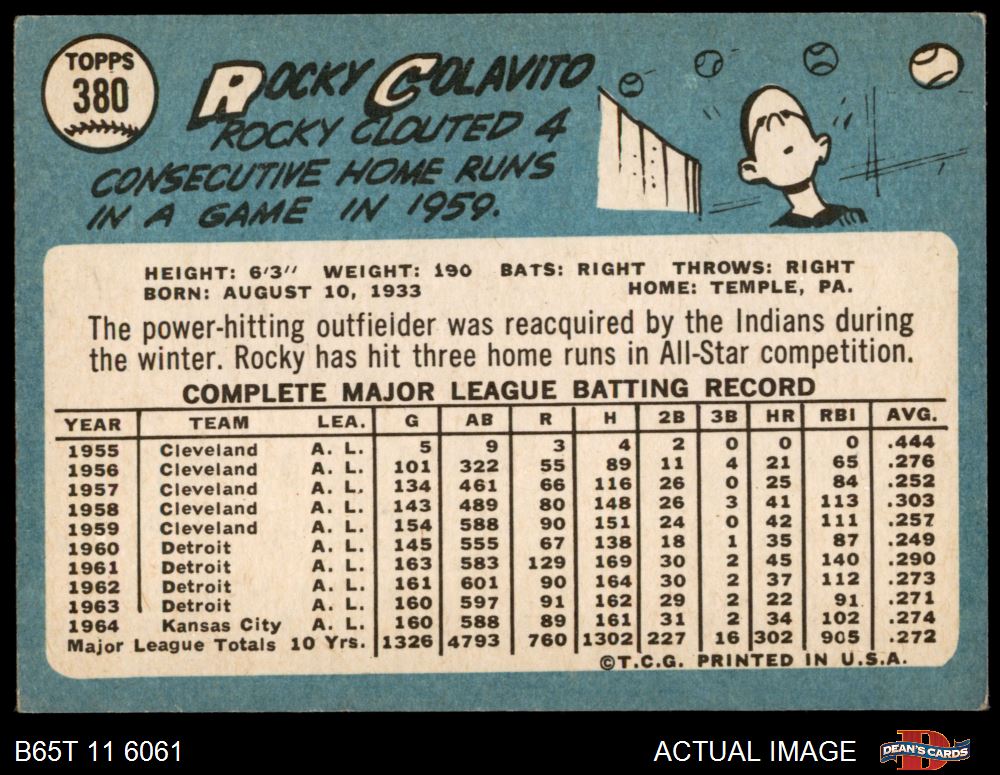 TOPPS
380
ROCKY COLAVITO
ROCKY CLOUTED 4
CONSECUTIVE HOME RUNS
IN A GAME IN 1959.
HEIGHT: 6'3" WEIGHT: 190 BATS: RIGHT THROWS: RIGHT
BORN: AUGUST 10, 1933 HOME: TEMPLE, PA.
The power-hitting outfielder was reacquired by the Indians during
the winter. Rocky has hit three home runs in All-Star competition.
COMPLETE MAJOR LEAGUE BATTING RECORD
YEAR TEAM LEA. G AB R H 2B 3B HR RBI AVG.
1955 Cleveland A. L. 5 9 3 4 2 0 0 0 .444
1956 Cleveland A. L. 101 322 55 89 11 4 21 65 .276
1957 Cleveland A. L. 134 461 66 116 26 0 25 84 .252
1958 Cleveland A. L. 143 489 80 148 26 3 41 113 .303
1959 Cleveland A. L. 154 588 90 151 24 0 42 111 .257
1960 Detroit A. L. 145 555 67 138 18 1 35 87 .249
1961 Detroit A. L. 163 583 129 169 30 2 45 140 .290
1962 Detroit A. L. 161 601 90 164 30 2 37 112 .273
1963 Detroit A. L. 160 597 91 162 29 2 22 91 .271
1964 Kansas City A. L. 160 588 89 161 31 2 34 102 .274
Major League Totals 10 Yrs. 1326 4793 760 1302 227 16 302 905 .272
©T.C.G. PRINTED IN U.S.A.
B65T 11 6061 ACTUAL IMAGE DEAN'S CARDS